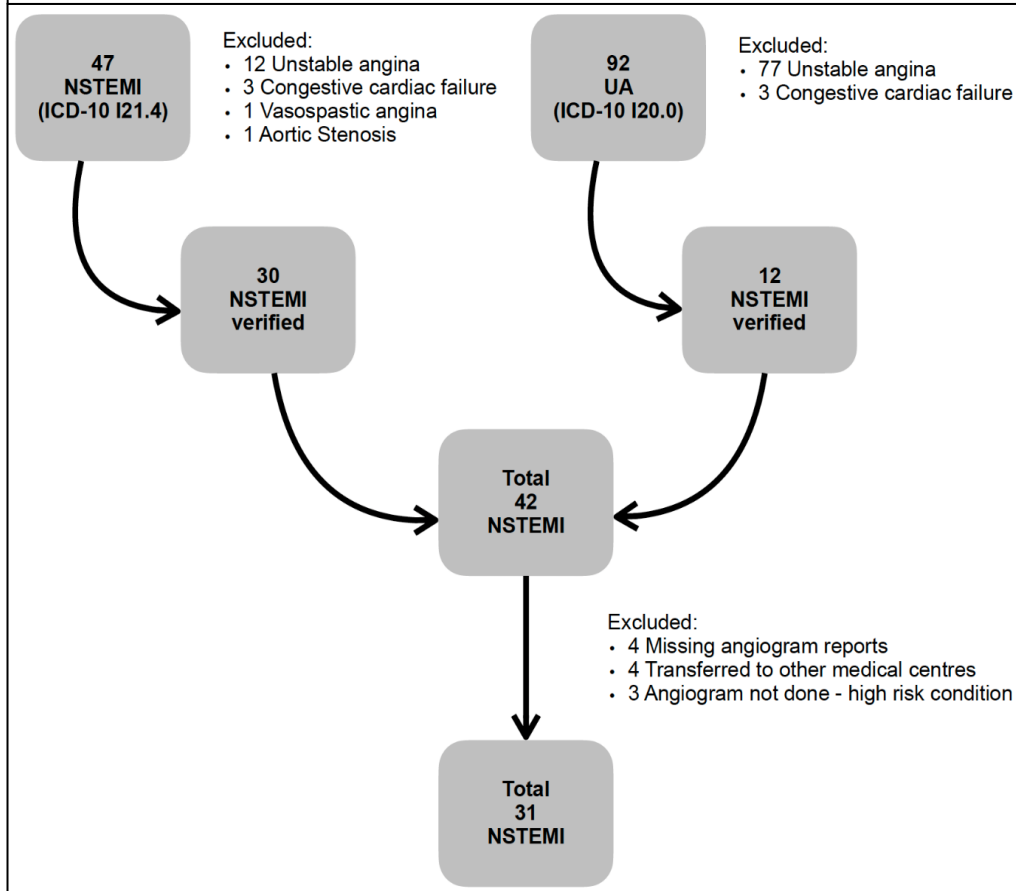 47
NSTEMI
(ICD-10 I21.4)
Excluded:
• 12 Unstable angina
• 3 Congestive cardiac failure
• 1 Vasospastic angina
• 1 Aortic Stenosis
92
UA
(ICD-10 I20.0)
Excluded:
• 77 Unstable angina
• 3 Congestive cardiac failure
30
NSTEMI
verified
12
NSTEMI
verified
Total
42
NSTEMI
Excluded:
• 4 Missing angiogram reports
• 4 Transferred to other medical centres
• 3 Angiogram not done - high risk condition
Total
31
NSTEMI